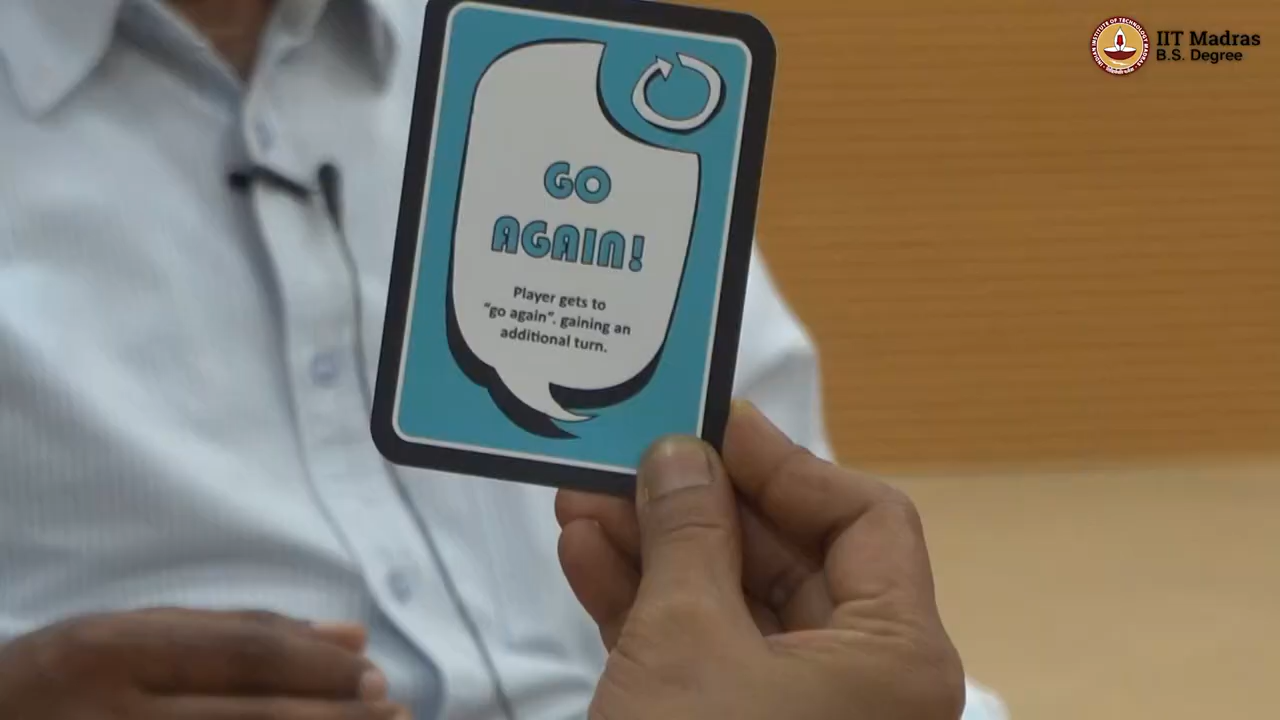 IIT Madras
B.S. Degree
GO
AGAIN!
Player gets to
"go again". gaining an
additional turn.